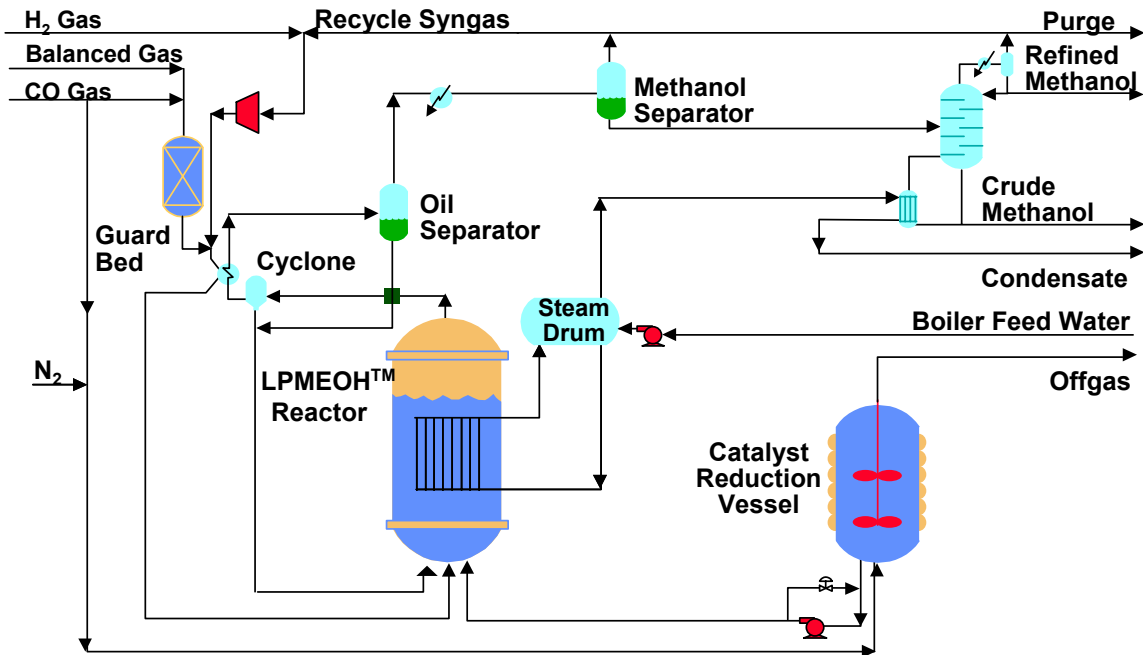 H₂ Gas
Recycle Syngas
Purge
Balanced Gas
Refined
Methanol
CO Gas
Methanol
Separator
Oil
Separator
Crude
Methanol
Guard
Bed
Cyclone
Condensate
Steam
Drum
Boiler Feed Water
N₂
LPMEOH™
Reactor
Offgas
Catalyst
Reduction
Vessel